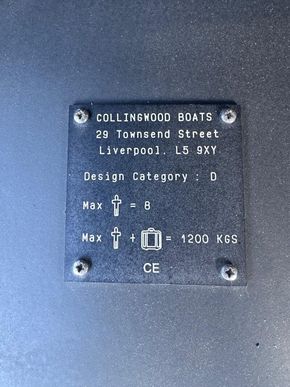 COLLINGWOOD BOATS
29 Townsend Street
Liverpool. L5 9XY
Design Category : D
Max = 8
Max + = 1200 KGS
CE